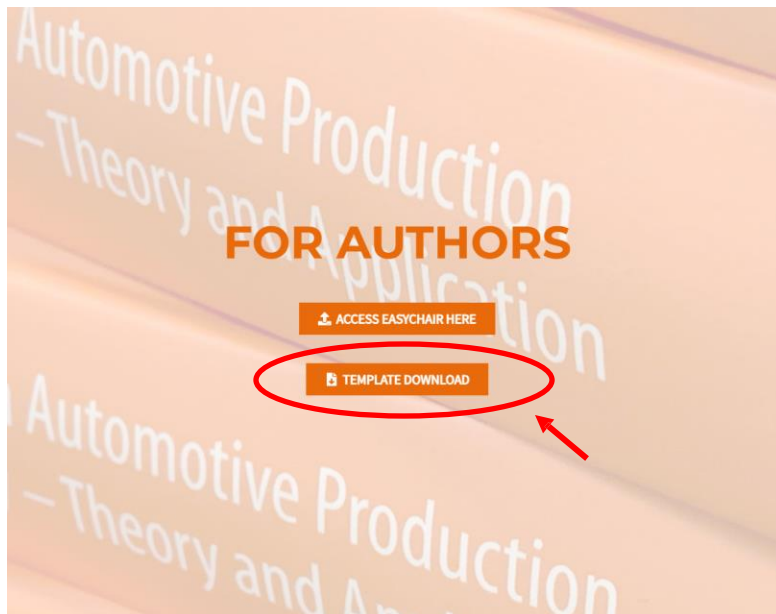 Automotive Production
– Theory and Application
FOR AUTHORS
ACCESS EASYCHAIR HERE
TEMPLATE DOWNLOAD
Automotive Production
– Theory and